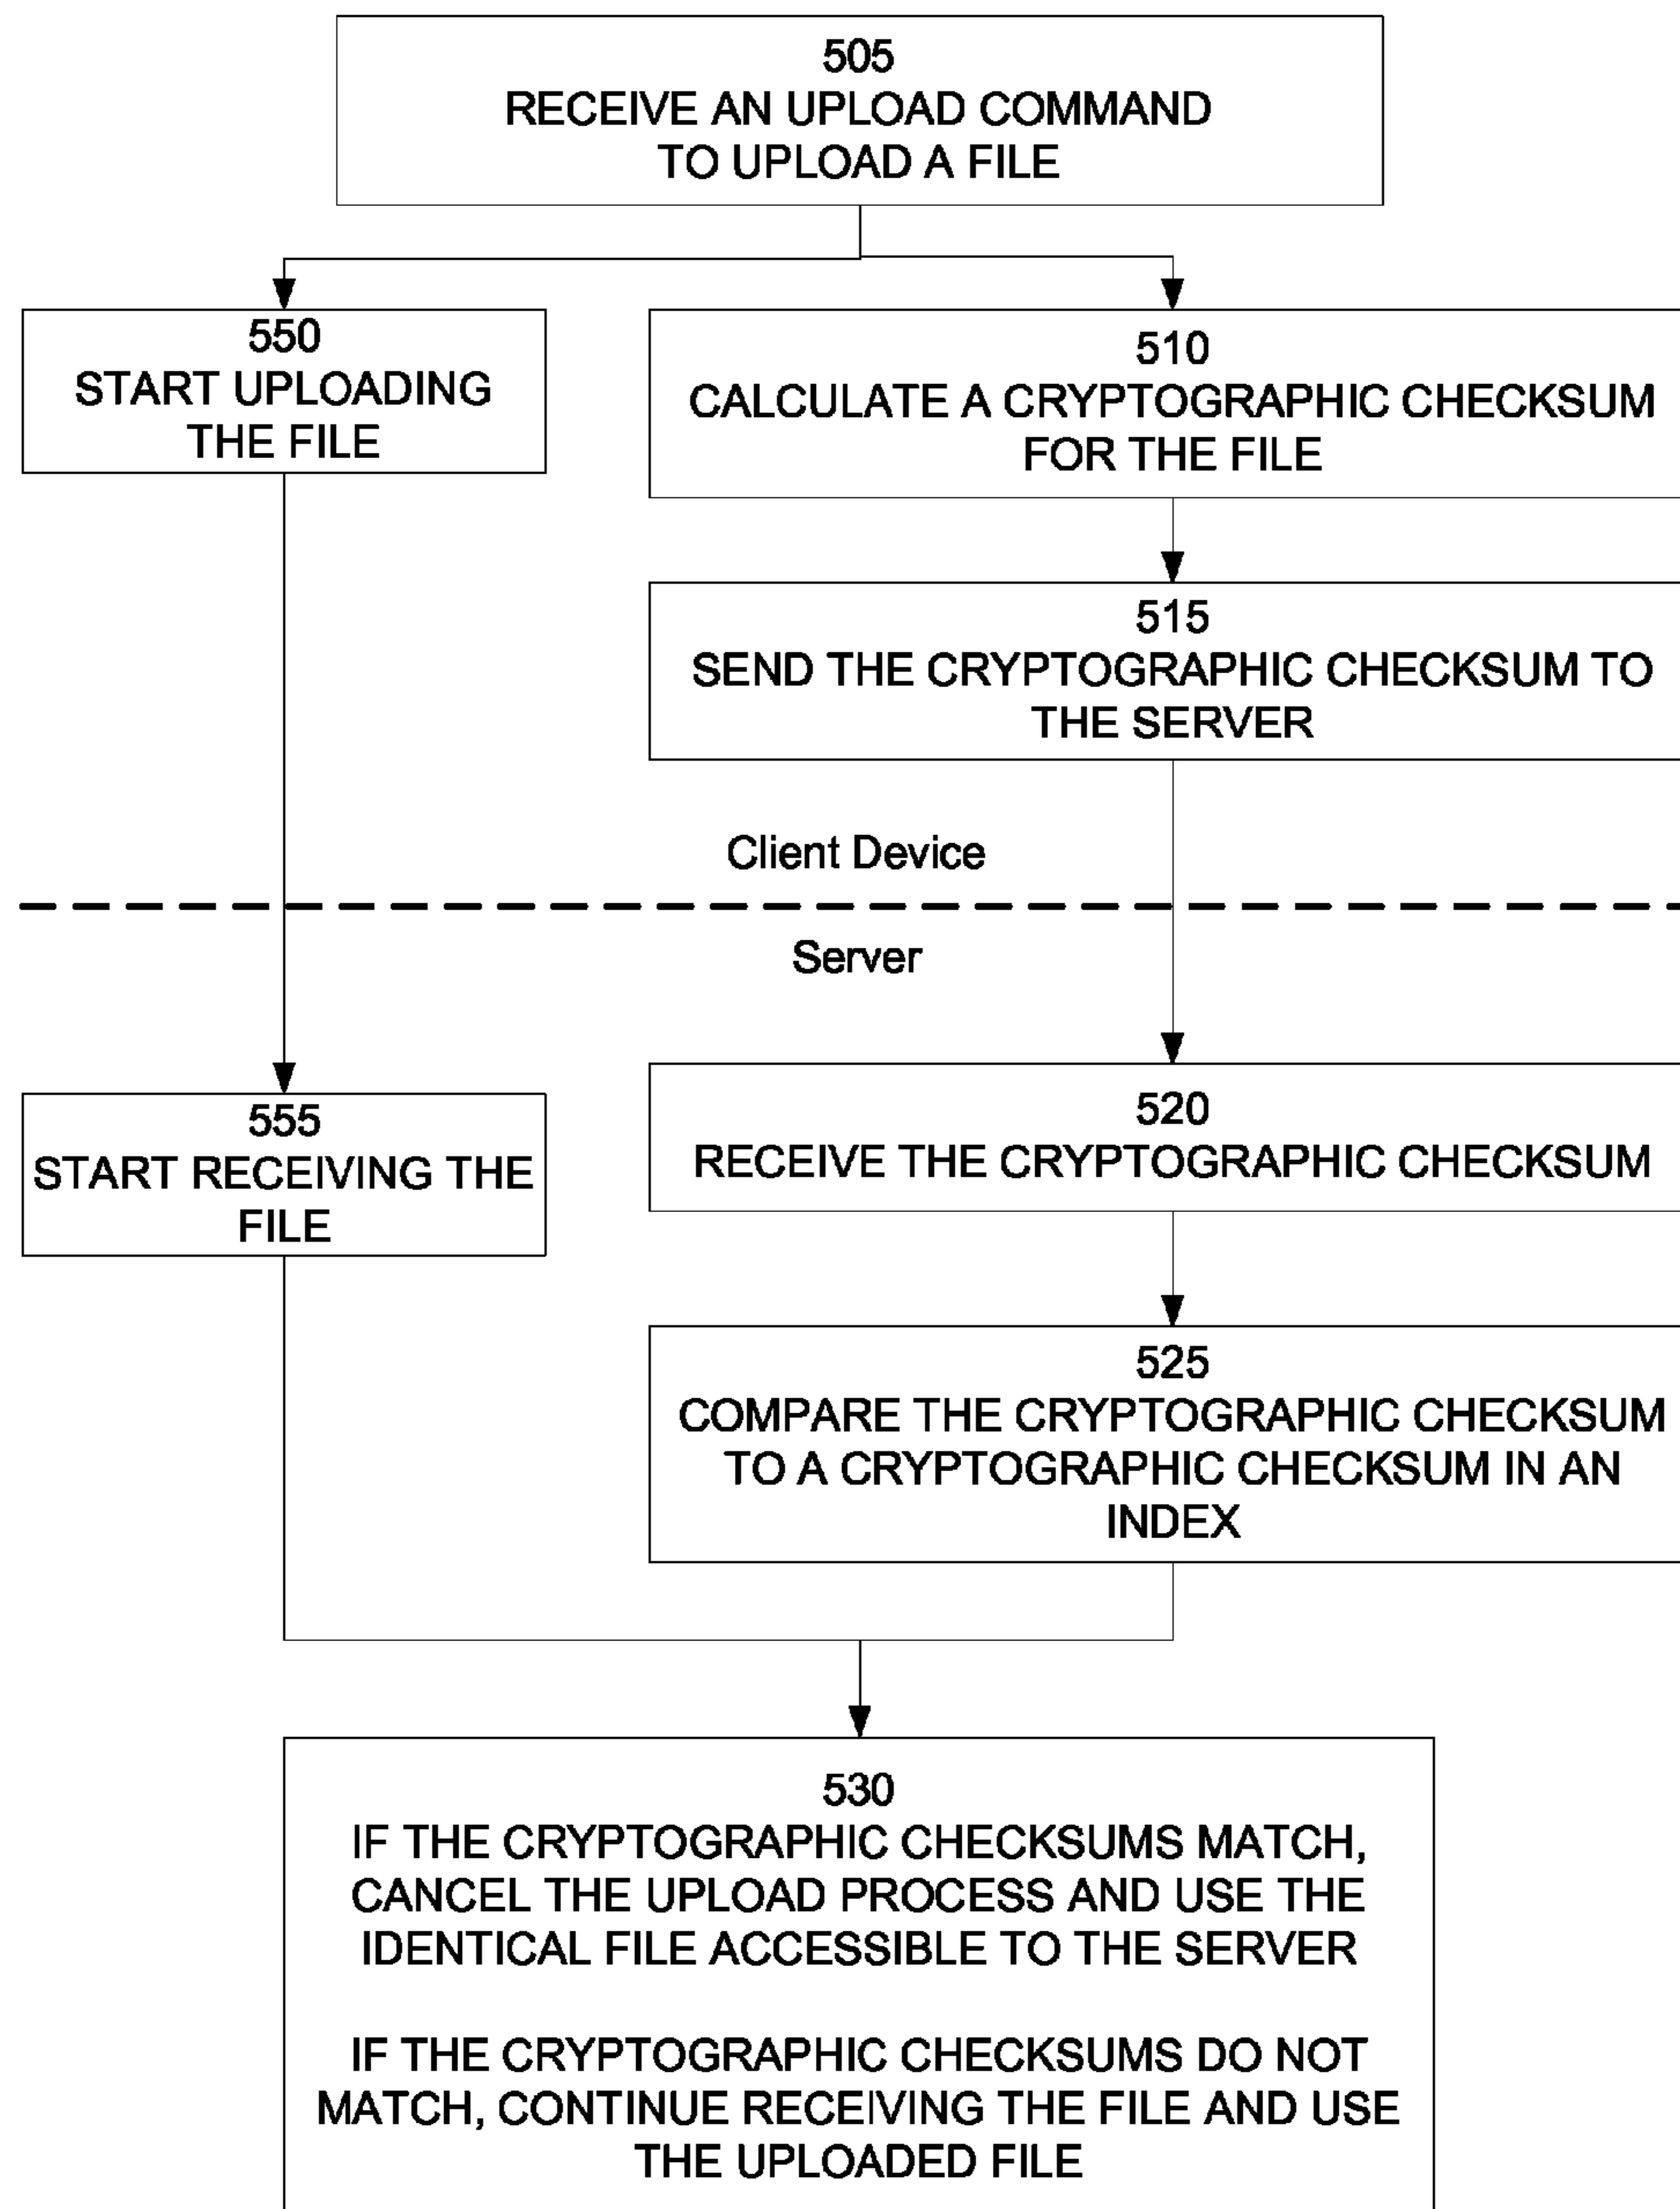 505
RECEIVE AN UPLOAD COMMAND
TO UPLOAD A FILE
550
START UPLOADING
THE FILE
510
CALCULATE A CRYPTOGRAPHIC CHECKSUM
FOR THE FILE
515
SEND THE CRYPTOGRAPHIC CHECKSUM TO
THE SERVER
Client Device
Server
555
START RECEIVING THE
FILE
520
RECEIVE THE CRYPTOGRAPHIC CHECKSUM
525
COMPARE THE CRYPTOGRAPHIC CHECKSUM
TO A CRYPTOGRAPHIC CHECKSUM IN AN
INDEX
530
IF THE CRYPTOGRAPHIC CHECKSUMS MATCH,
CANCEL THE UPLOAD PROCESS AND USE THE
IDENTICAL FILE ACCESSIBLE TO THE SERVER
IF THE CRYPTOGRAPHIC CHECKSUMS DO NOT
MATCH, CONTINUE RECEIVING THE FILE AND USE
THE UPLOADED FILE